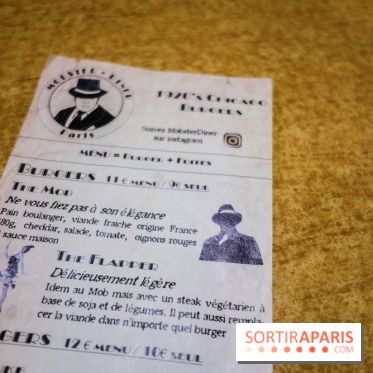 MOBSTER DINER
Paris
1920's Chicago
Burgers
Suivez MobsterDiner
sur instagram
MENU = Burger + Frites
BURGERS 11 € MENU/ 9€ SEUL
The Mob
Ne vous fiez pas à son élégance
Pain boulanger, viande fraiche origine France
80g, cheddar, salade, tomate, oignons rouges
sauce maison
The Flapper
Délicieusement légère
Idem au Mob mais avec un steak végétarien à
base de soja et de légumes. Il peut aussi rempla-
cer la viande dans n'importe quel burger
GERS 12 € MENU/ 10€ SEUL
SORTIRAPARIS
.COM